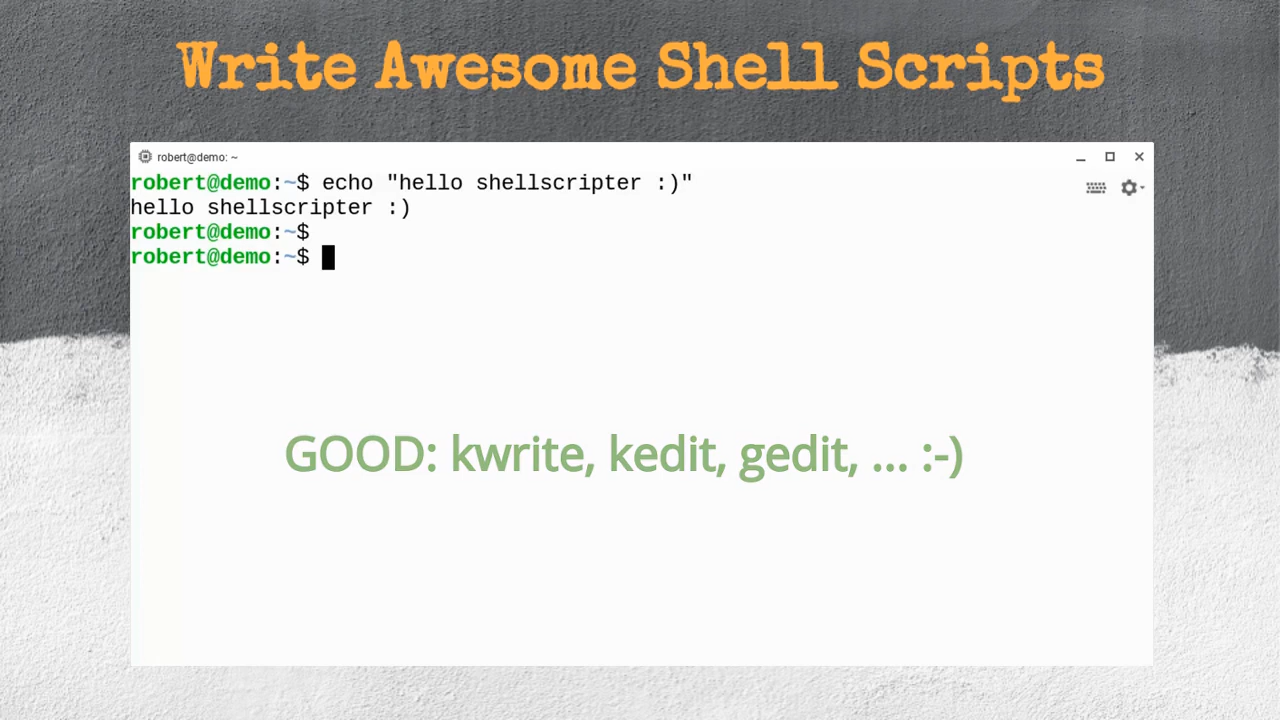 Write Awesome Shell Scripts
robert@demo: ~
robert@demo:~$ echo "hello shellscripter :)"
hello shellscripter :)
robert@demo:~$
robert@demo:~$
GOOD: kwrite, kedit, gedit, ... :-)